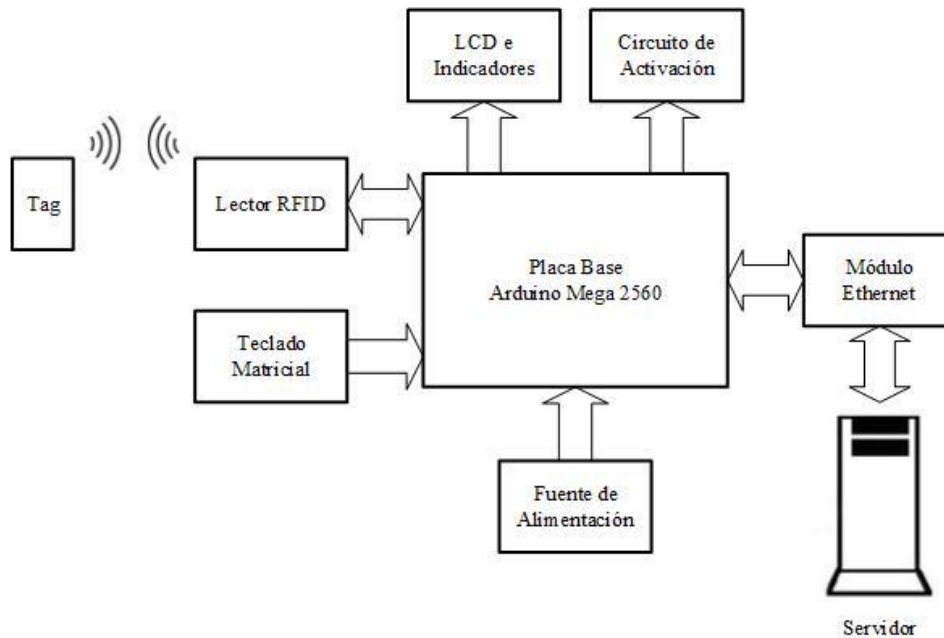 LCD e
Indicadores
Circuito de
Activación
Tag
Lector RFID
Placa Base
Arduino Mega 2560
Módulo
Ethernet
Teclado
Matricial
Fuente de
Alimentación
Servidor